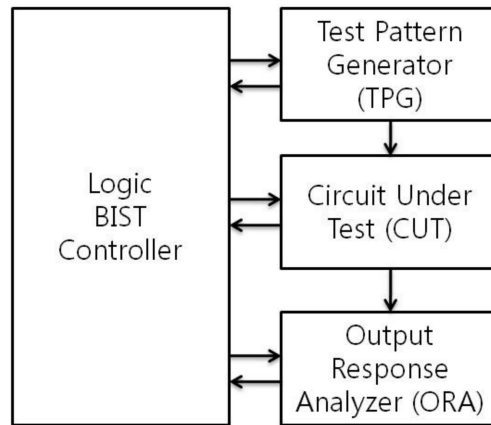 Logic
BIST
Controller
Test Pattern
Generator
(TPG)
Circuit Under
Test (CUT)
Output
Response
Analyzer (ORA)